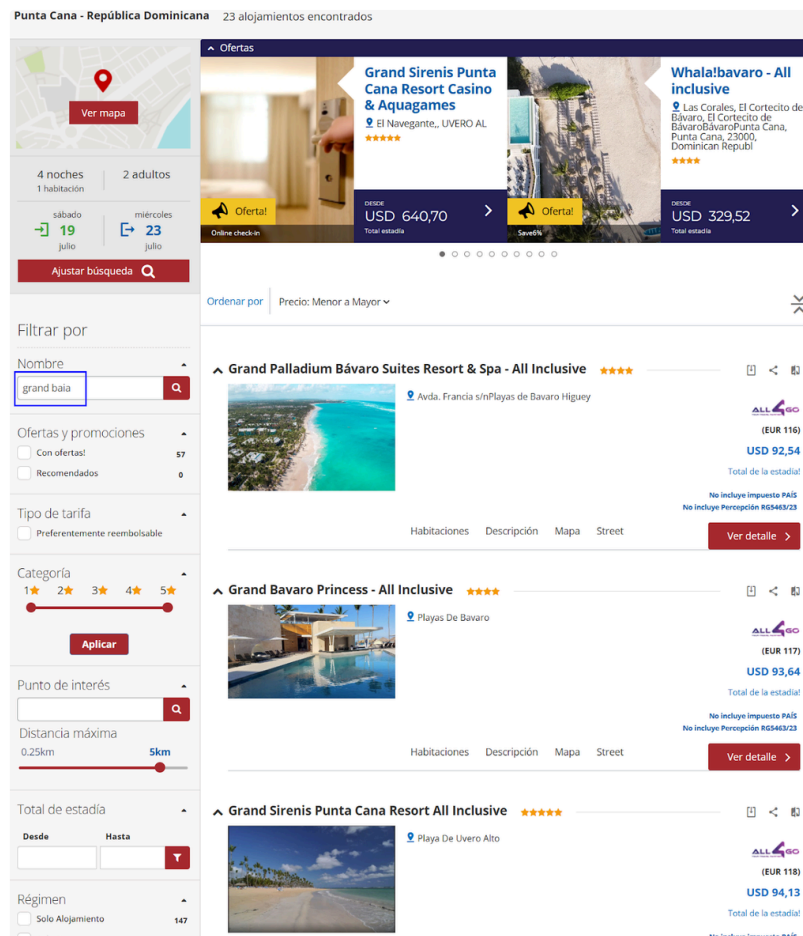 Punta Cana - República Dominicana 23 alojamientos encontrados
Ver mapa
4 noches
1 habitación
2 adultos
sábado
19
julio
miércoles
23
julio
Ajustar búsqueda
Filtrar por
Nombre
grand baia
Ofertas y promociones
Con ofertas! 57
Recomendados 0
Tipo de tarifa
Preferentemente reembolsable
Categoría
1 2 3 4 5
Aplicar
Punto de interés
Distancia máxima
0.25km 5km
Total de estadía
Desde Hasta
Régimen
Solo Alojamiento 147
Ofertas
Grand Sirenis Punta
Cana Resort Casino
& Aquagames
El Navegante,, UVERO AL
Oferta!
Online check-in
DESDE
USD 640,70
Total estadía
Whala!bavaro - All
inclusive
Las Corales, El Cortecito de
Bávaro, El Cortecito de
BávaroBávaroPunta Cana,
Punta Cana, 23000,
Dominican Republ
Oferta!
Save6%
DESDE
USD 329,52
Total estadía
Ordenar por Precio: Menor a Mayor
Grand Palladium Bávaro Suites Resort & Spa - All Inclusive
Avda. Francia s/nPlayas de Bavaro Higuey
ALL4GO
(EUR 116)
USD 92,54
Total de la estadía!
No incluye impuesto PAÍS
No incluye Percepción RG5463/23
Habitaciones Descripción Mapa Street
Ver detalle
Grand Bavaro Princess - All Inclusive
Playas De Bavaro
ALL4GO
(EUR 117)
USD 93,64
Total de la estadía!
No incluye impuesto PAÍS
No incluye Percepción RG5463/23
Habitaciones Descripción Mapa Street
Ver detalle
Grand Sirenis Punta Cana Resort All Inclusive
Playa De Uvero Alto
ALL4GO
(EUR 118)
USD 94,13
Total de la estadía!